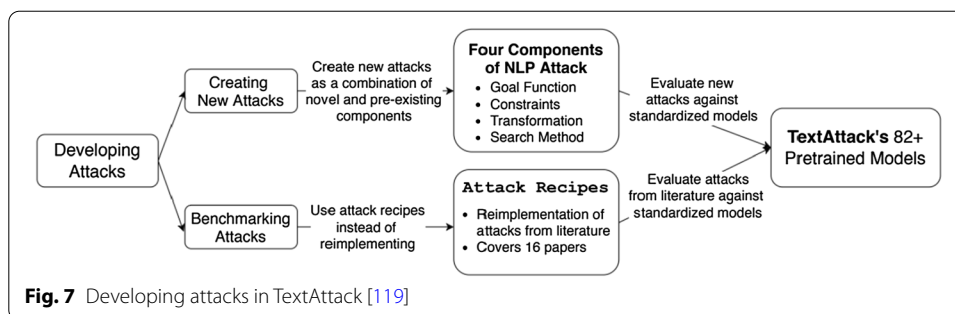 Developing
Attacks
Creating
New Attacks
Create new attacks
as a combination of
novel and pre-existing
components
Four Components
of NLP Attack
• Goal Function
• Constraints
• Transformation
• Search Method
Evaluate new
attacks against
standardized models
TextAttack's 82+
Pretrained Models
Benchmarking
Attacks
Use attack recipes
instead of
reimplementing
Attack Recipes
• Reimplementation of
attacks from literature
• Covers 16 papers
Evaluate attacks
from literature against
standardized models
Fig. 7 Developing attacks in TextAttack [119]